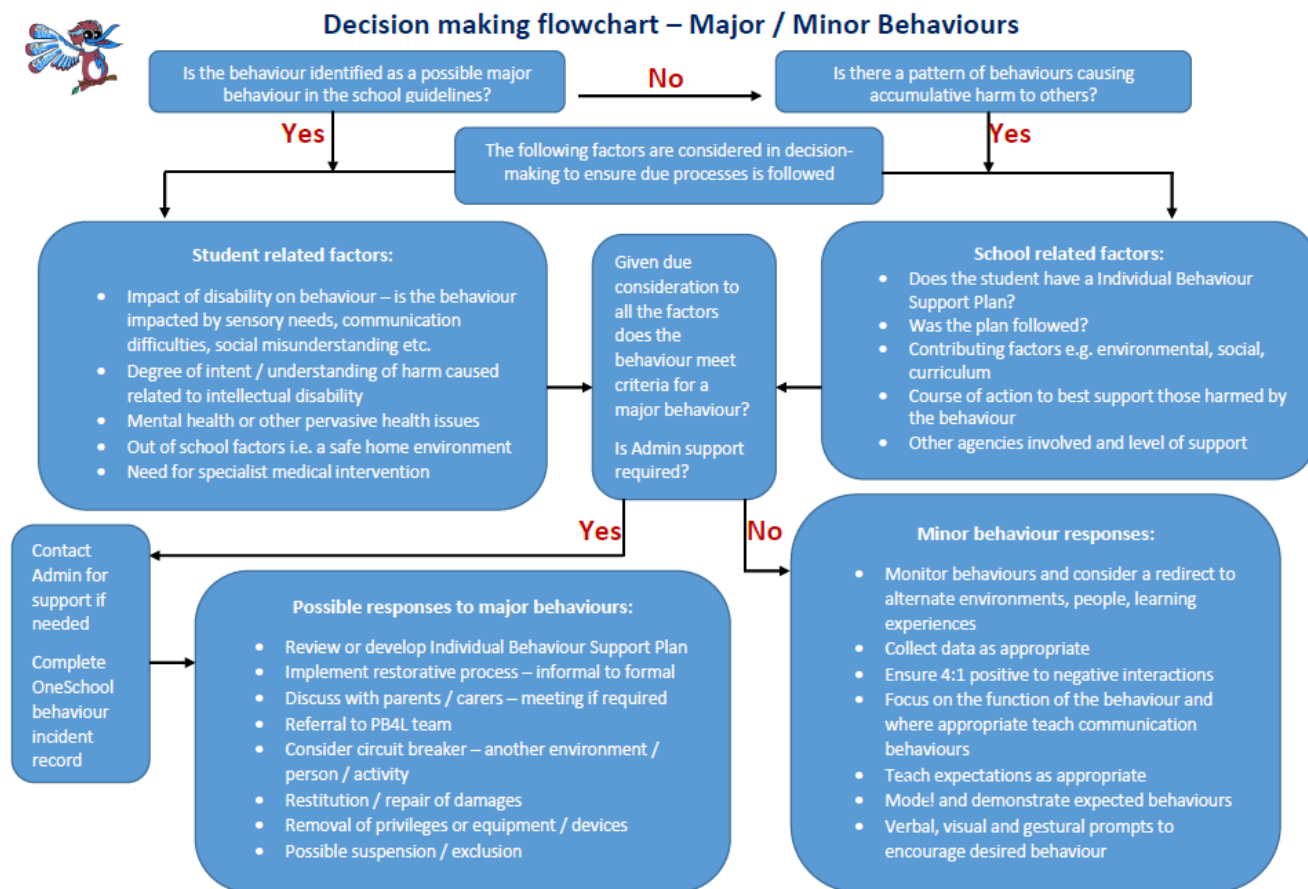 Decision making flowchart – Major / Minor Behaviours
Is the behaviour identified as a possible major
behaviour in the school guidelines?
No
Is there a pattern of behaviours causing
accumulative harm to others?
Yes
Yes
The following factors are considered in decision-
making to ensure due processes is followed
Student related factors:
• Impact of disability on behaviour – is the behaviour
impacted by sensory needs, communication
difficulties, social misunderstanding etc.
• Degree of intent / understanding of harm caused
related to intellectual disability
• Mental health or other pervasive health issues
• Out of school factors i.e. a safe home environment
• Need for specialist medical intervention
Given due
consideration to
all the factors
does the
behaviour meet
criteria for a
major behaviour?
Is Admin support
required?
School related factors:
• Does the student have a Individual Behaviour
Support Plan?
• Was the plan followed?
• Contributing factors e.g. environmental, social,
curriculum
• Course of action to best support those harmed by
the behaviour
• Other agencies involved and level of support
Yes
No
Contact
Admin for
support if
needed
Complete
OneSchool
behaviour
incident
record
Possible responses to major behaviours:
• Review or develop Individual Behaviour Support Plan
• Implement restorative process – informal to formal
• Discuss with parents / carers – meeting if required
• Referral to PB4L team
• Consider circuit breaker – another environment /
person / activity
• Restitution / repair of damages
• Removal of privileges or equipment / devices
• Possible suspension / exclusion
Minor behaviour responses:
• Monitor behaviours and consider a redirect to
alternate environments, people, learning
experiences
• Collect data as appropriate
• Ensure 4:1 positive to negative interactions
• Focus on the function of the behaviour and
where appropriate teach communication
behaviours
• Teach expectations as appropriate
• Model and demonstrate expected behaviours
• Verbal, visual and gestural prompts to
encourage desired behaviour